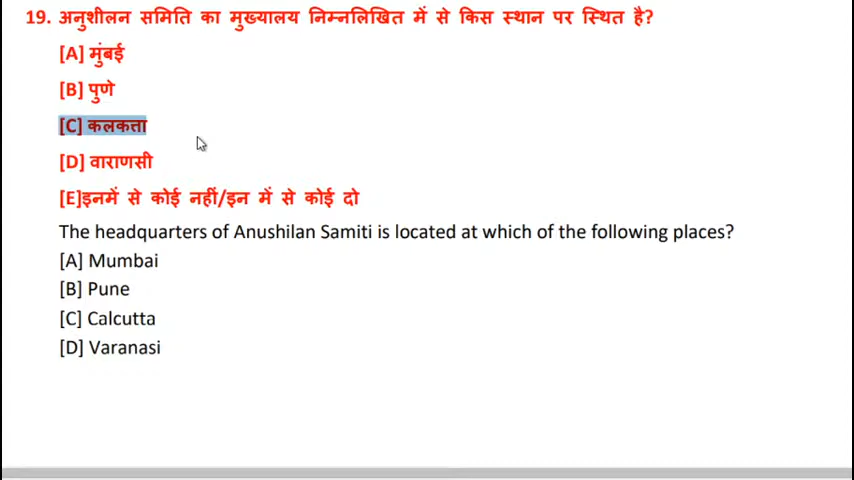 19. अनुशीलन समिति का मुख्यालय निम्नलिखित में से किस स्थान पर स्थित है?
[A] मुंबई
[B] पुणे
[C] कलकत्ता
[D] वाराणसी
[E]इनमें से कोई नहीं/इन में से कोई दो
The headquarters of Anushilan Samiti is located at which of the following places?
[A] Mumbai
[B] Pune
[C] Calcutta
[D] Varanasi